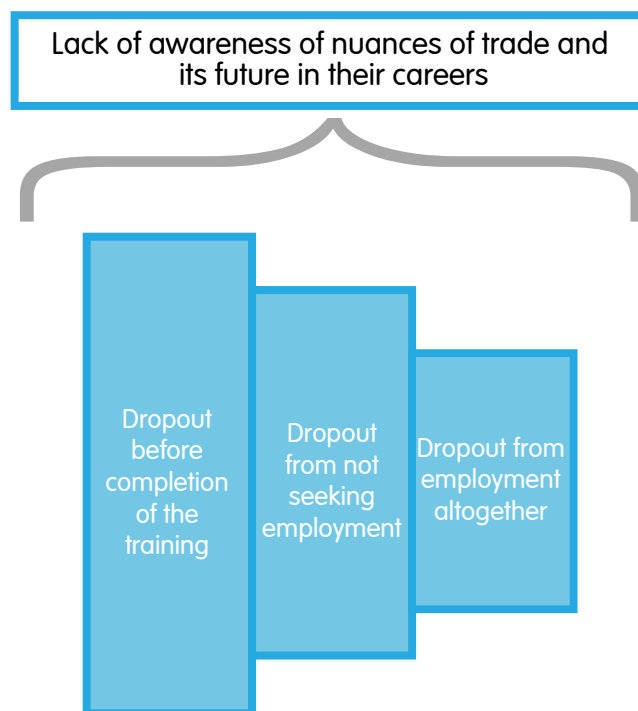 Lack of awareness of nuances of trade and
its future in their careers
Dropout
before
completion
of the
training
Dropout
from not
seeking
employment
Dropout from
employment
altogether